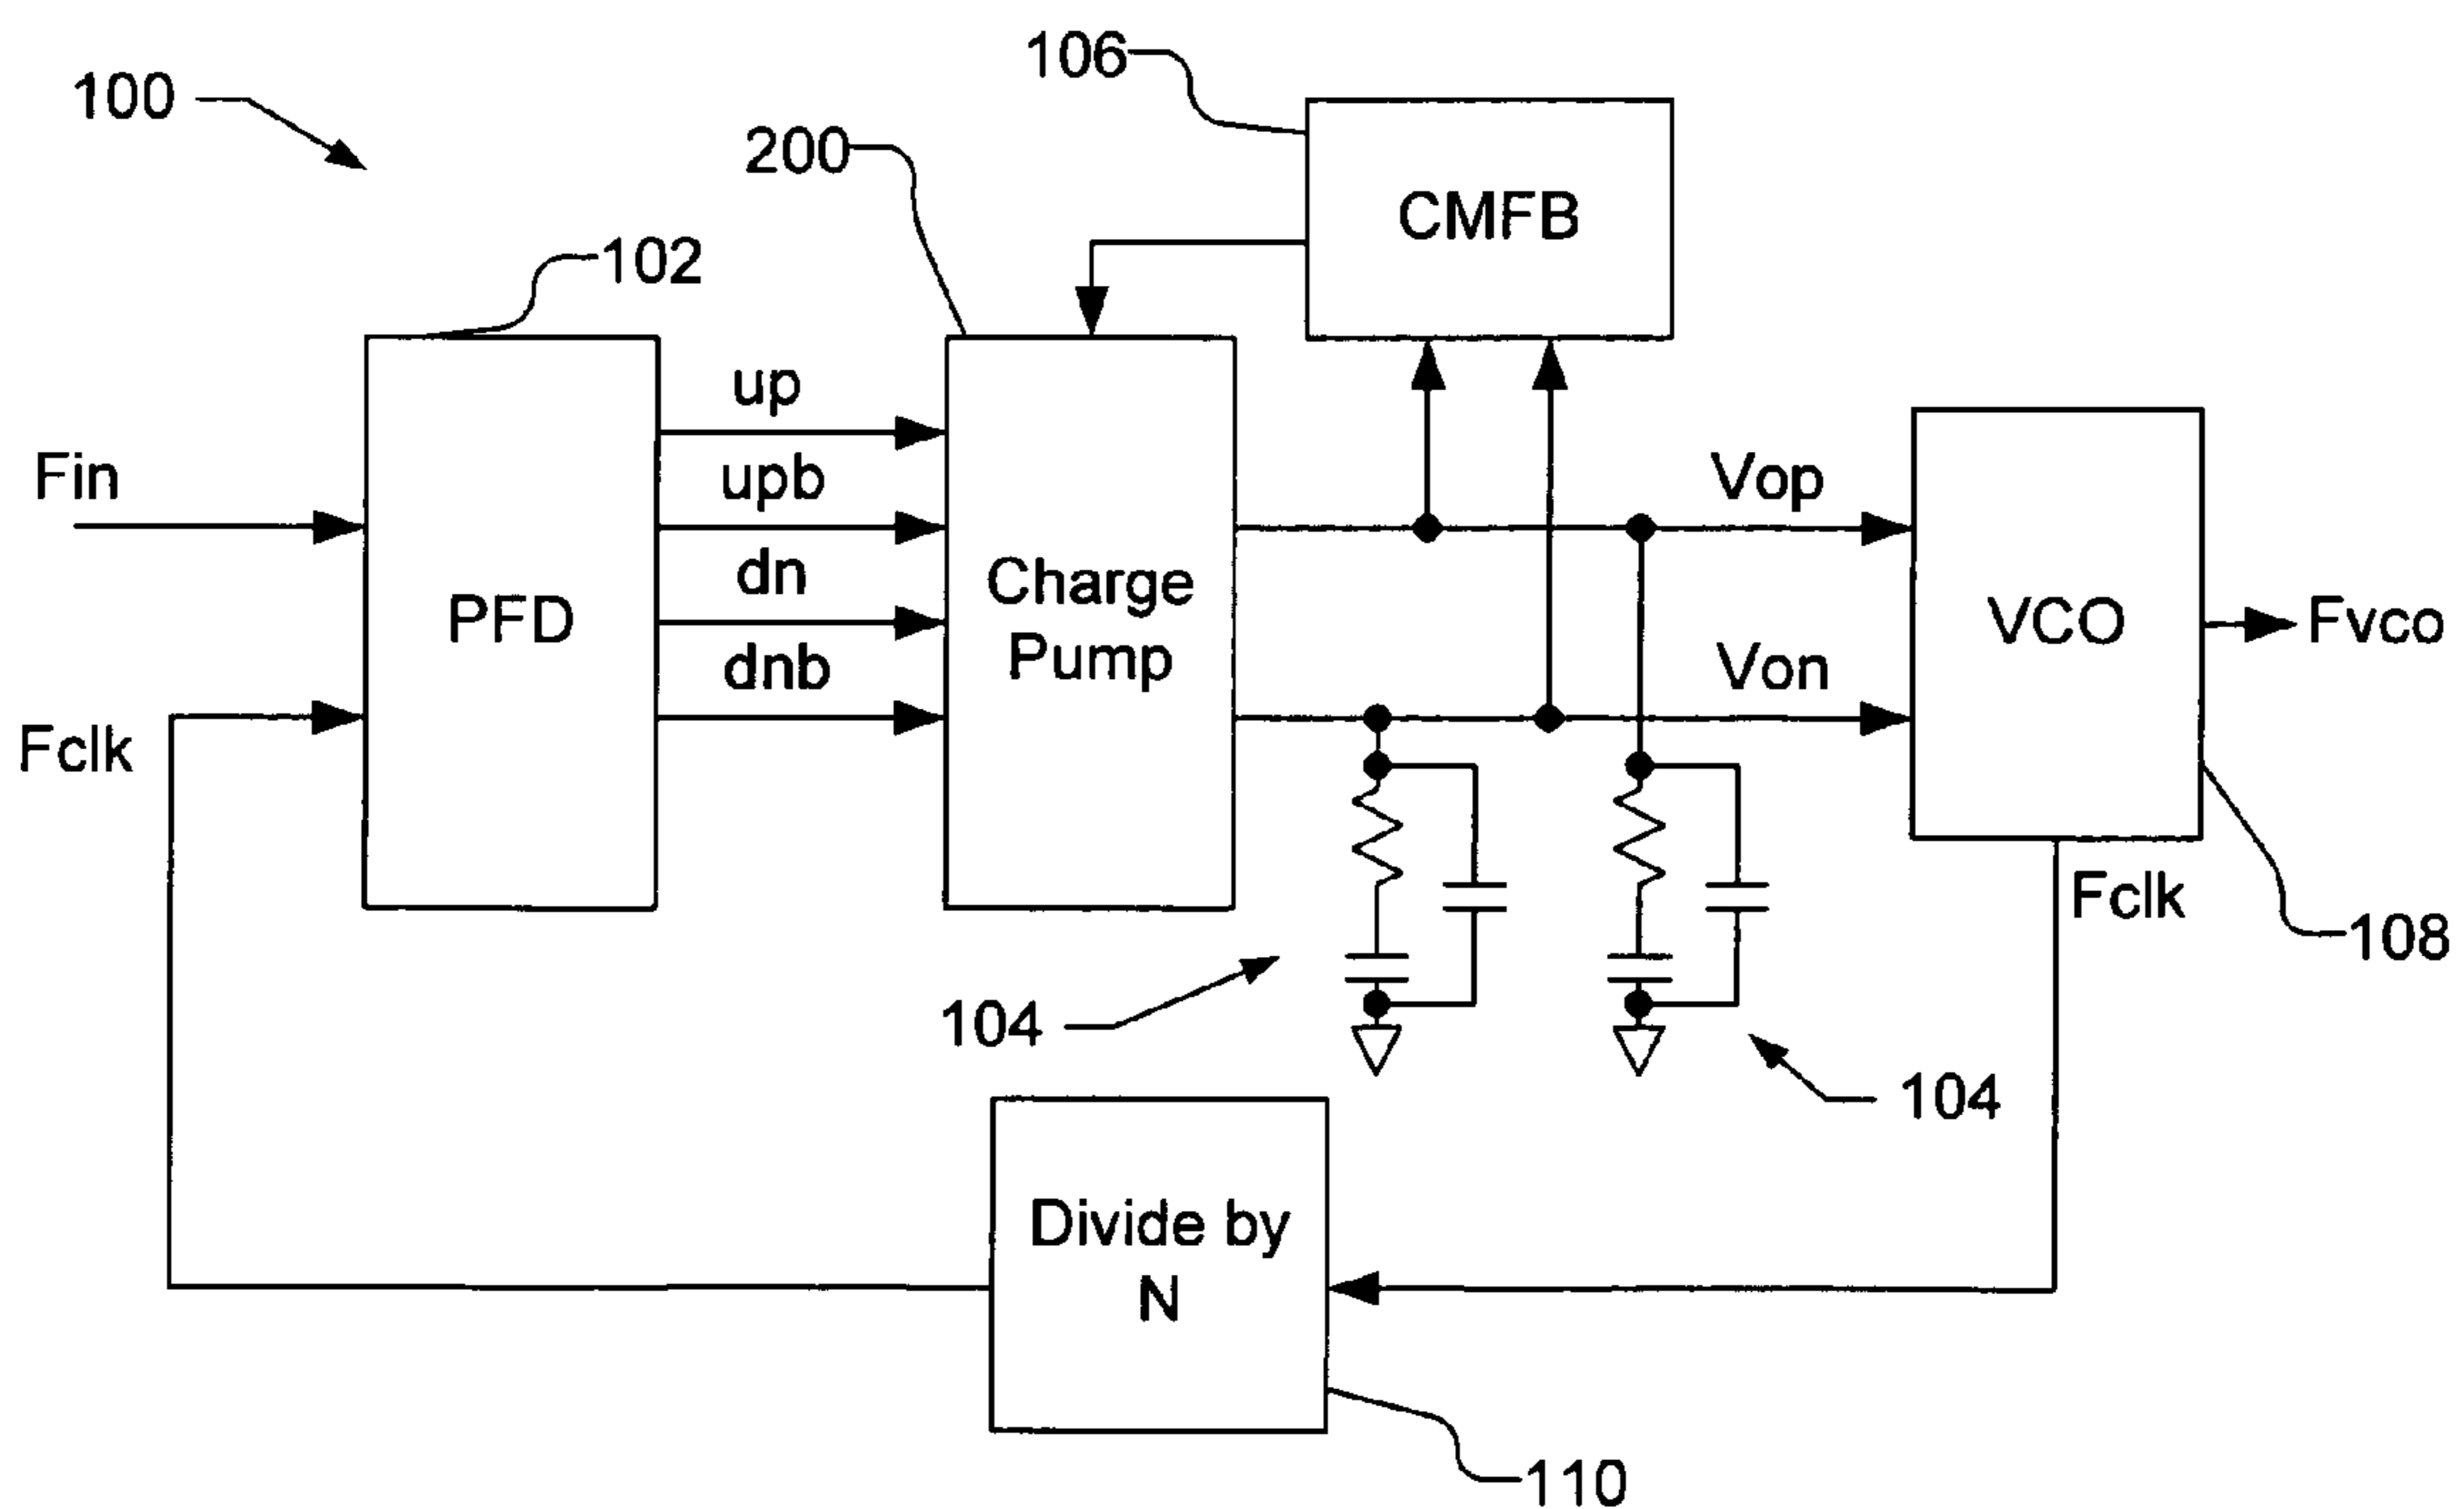 106
100
200
CMFB
102
up
Fin
upb
Vop
dn
Charge
Pump
PFD
VCO
Fvco
dnb
Von
Fclk
Fclk
108
104
104
Divide by
N
110